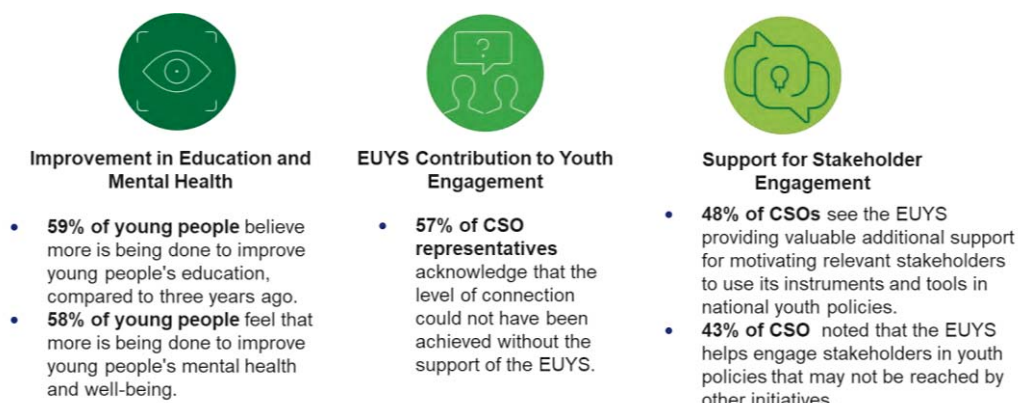 ?
Improvement in Education and
Mental Health
• 59% of young people believe
more is being done to improve
young people's education,
compared to three years ago.
• 58% of young people feel that
more is being done to improve
young people's mental health
and well-being.
EUYS Contribution to Youth
Engagement
• 57% of CSO
representatives
acknowledge that the
level of connection
could not have been
achieved without the
support of the EUYS.
Support for Stakeholder
Engagement
• 48% of CSOs see the EUYS
providing valuable additional support
for motivating relevant stakeholders
to use its instruments and tools in
national youth policies.
• 43% of CSO noted that the EUYS
helps engage stakeholders in youth
policies that may not be reached by
other initiatives